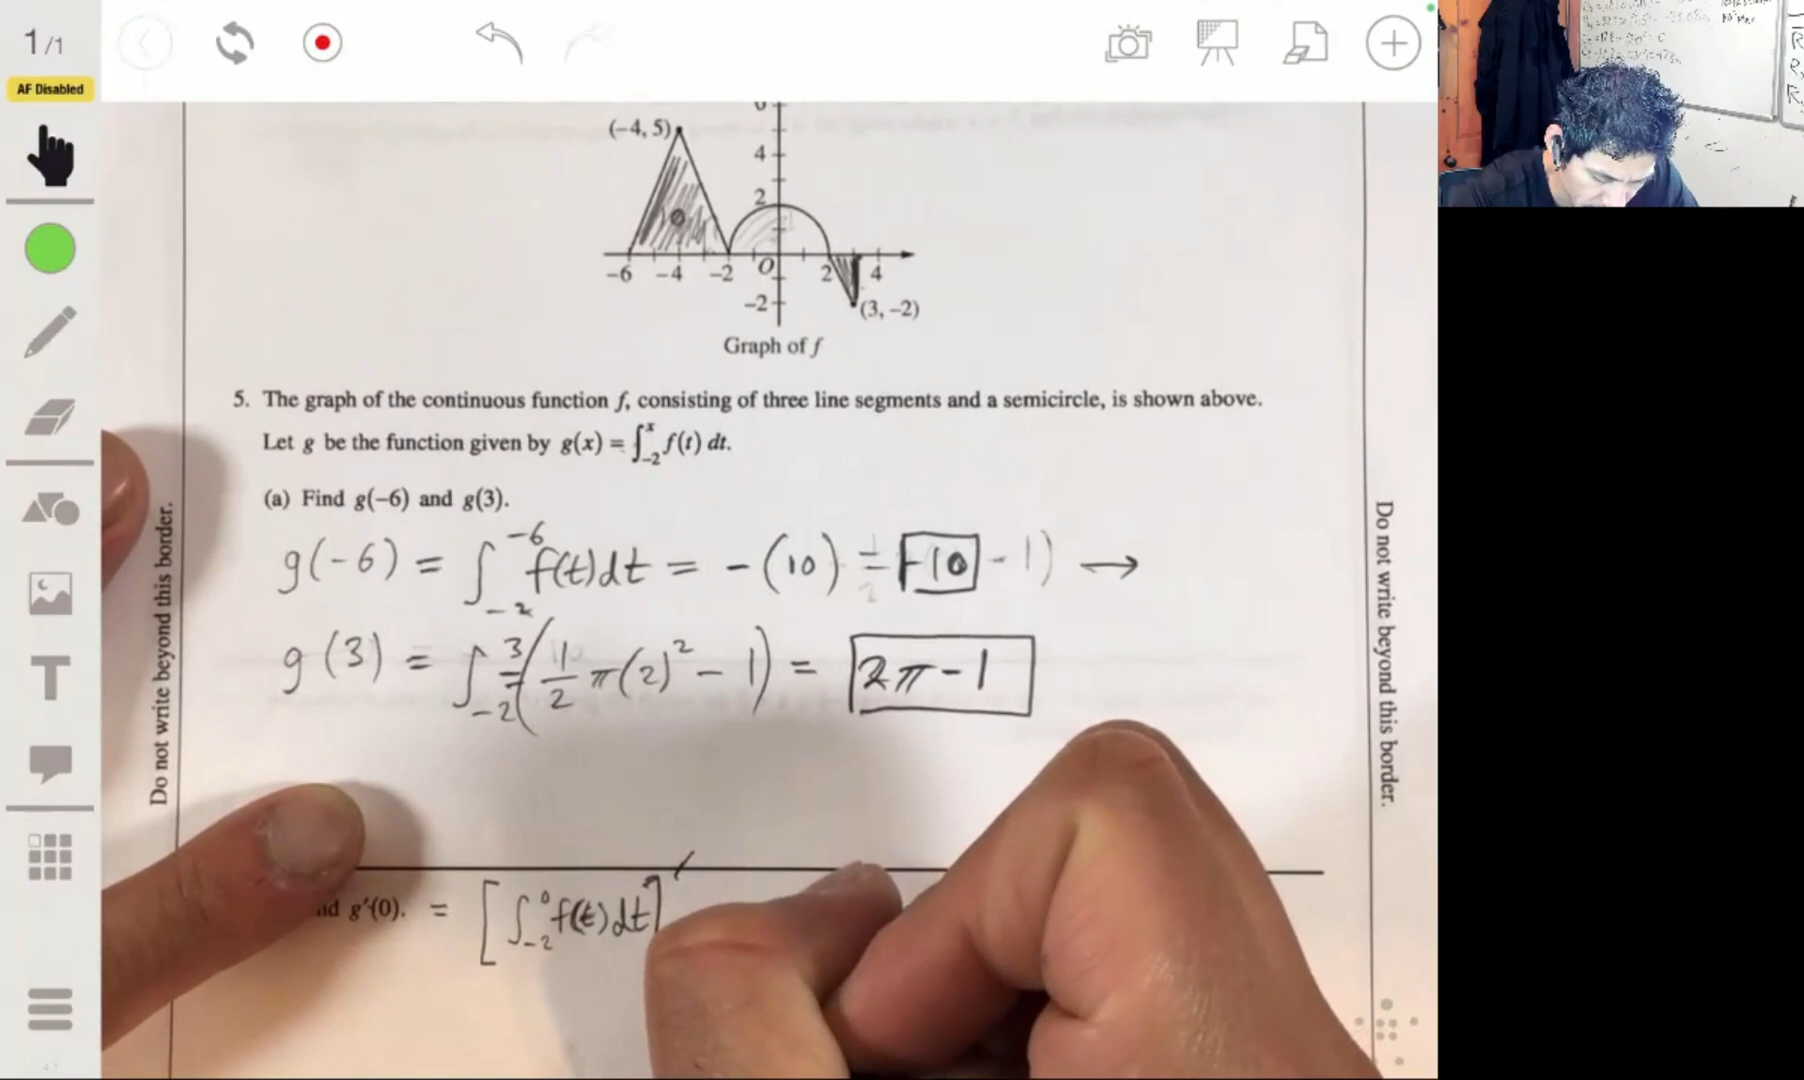 1/1
AF Disabled
(-4, 5)
4
2
-6 -4 -2 O 2 4
-2
(3, -2)
Graph of f
5. The graph of the continuous function f, consisting of three line segments and a semicircle, is shown above.
Let g be the function given by g(x) = ∫_{-2}^{x} f(t) dt.
(a) Find g(-6) and g(3).
g(-6) = ∫_{-2}^{-6} f(t)dt = -(10) = -10 - 1) →
g(3) = ∫_{-2}^{3} = (1/2 π(2)² - 1) = 2π-1
g'(0). = [∫_{-2}^{0} f(t)dt]'
Do not write beyond this border.
Do not write beyond this border.
T